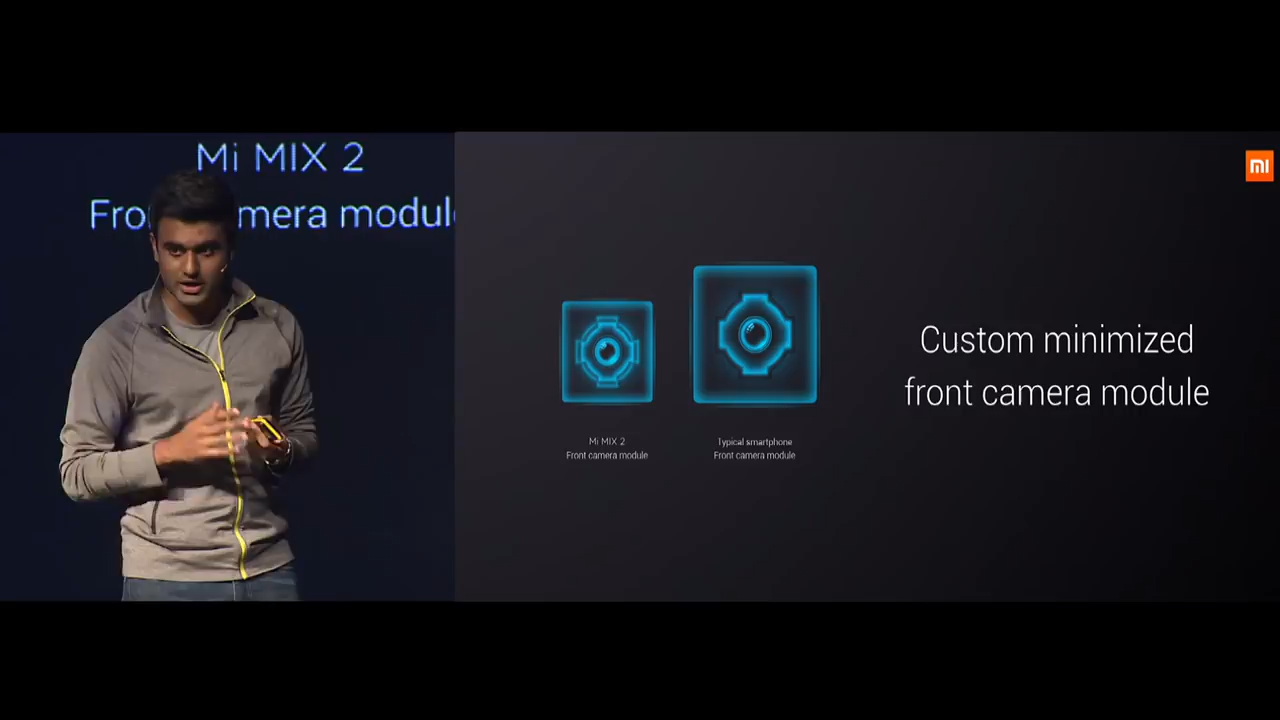 Mi MIX 2
Fro mera modul
mi
Custom minimized
front camera module
Mi MIX 2
Front camera module
Typical smartphone
Front camera module